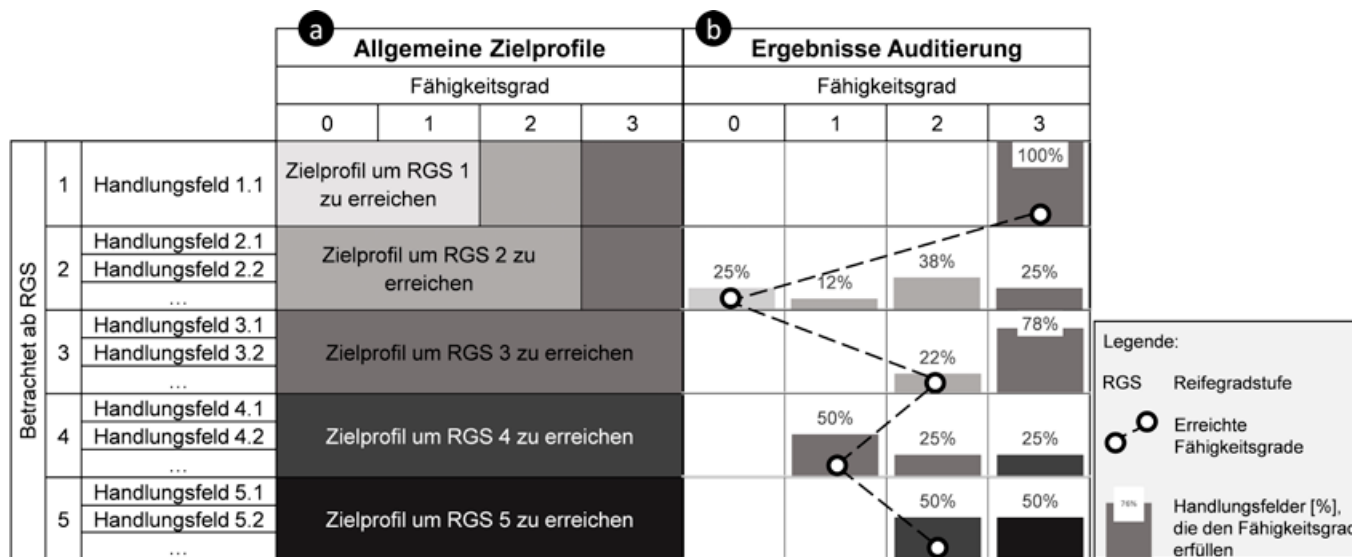 a
b
Allgemeine Zielprofile
Ergebnisse Auditierung
Fähigkeitsgrad
Fähigkeitsgrad
0 1 2 3 0 1 2 3
Betrachtet ab RGS
1 Handlungsfeld 1.1
Zielprofil um RGS 1
zu erreichen
100%
2
Handlungsfeld 2.1
Handlungsfeld 2.2
...
Zielprofil um RGS 2 zu
erreichen
25% 12% 38% 25%
3
Handlungsfeld 3.1
Handlungsfeld 3.2
...
Zielprofil um RGS 3 zu erreichen
22% 78%
4
Handlungsfeld 4.1
Handlungsfeld 4.2
...
Zielprofil um RGS 4 zu erreichen
50% 25% 25%
5
Handlungsfeld 5.1
Handlungsfeld 5.2
...
Zielprofil um RGS 5 zu erreichen
50% 50%
Legende:
RGS Reifegradstufe
Erreichte
Fähigkeitsgrade
76%
Handlungsfelder [%],
die den Fähigkeitsgrad
erfüllen